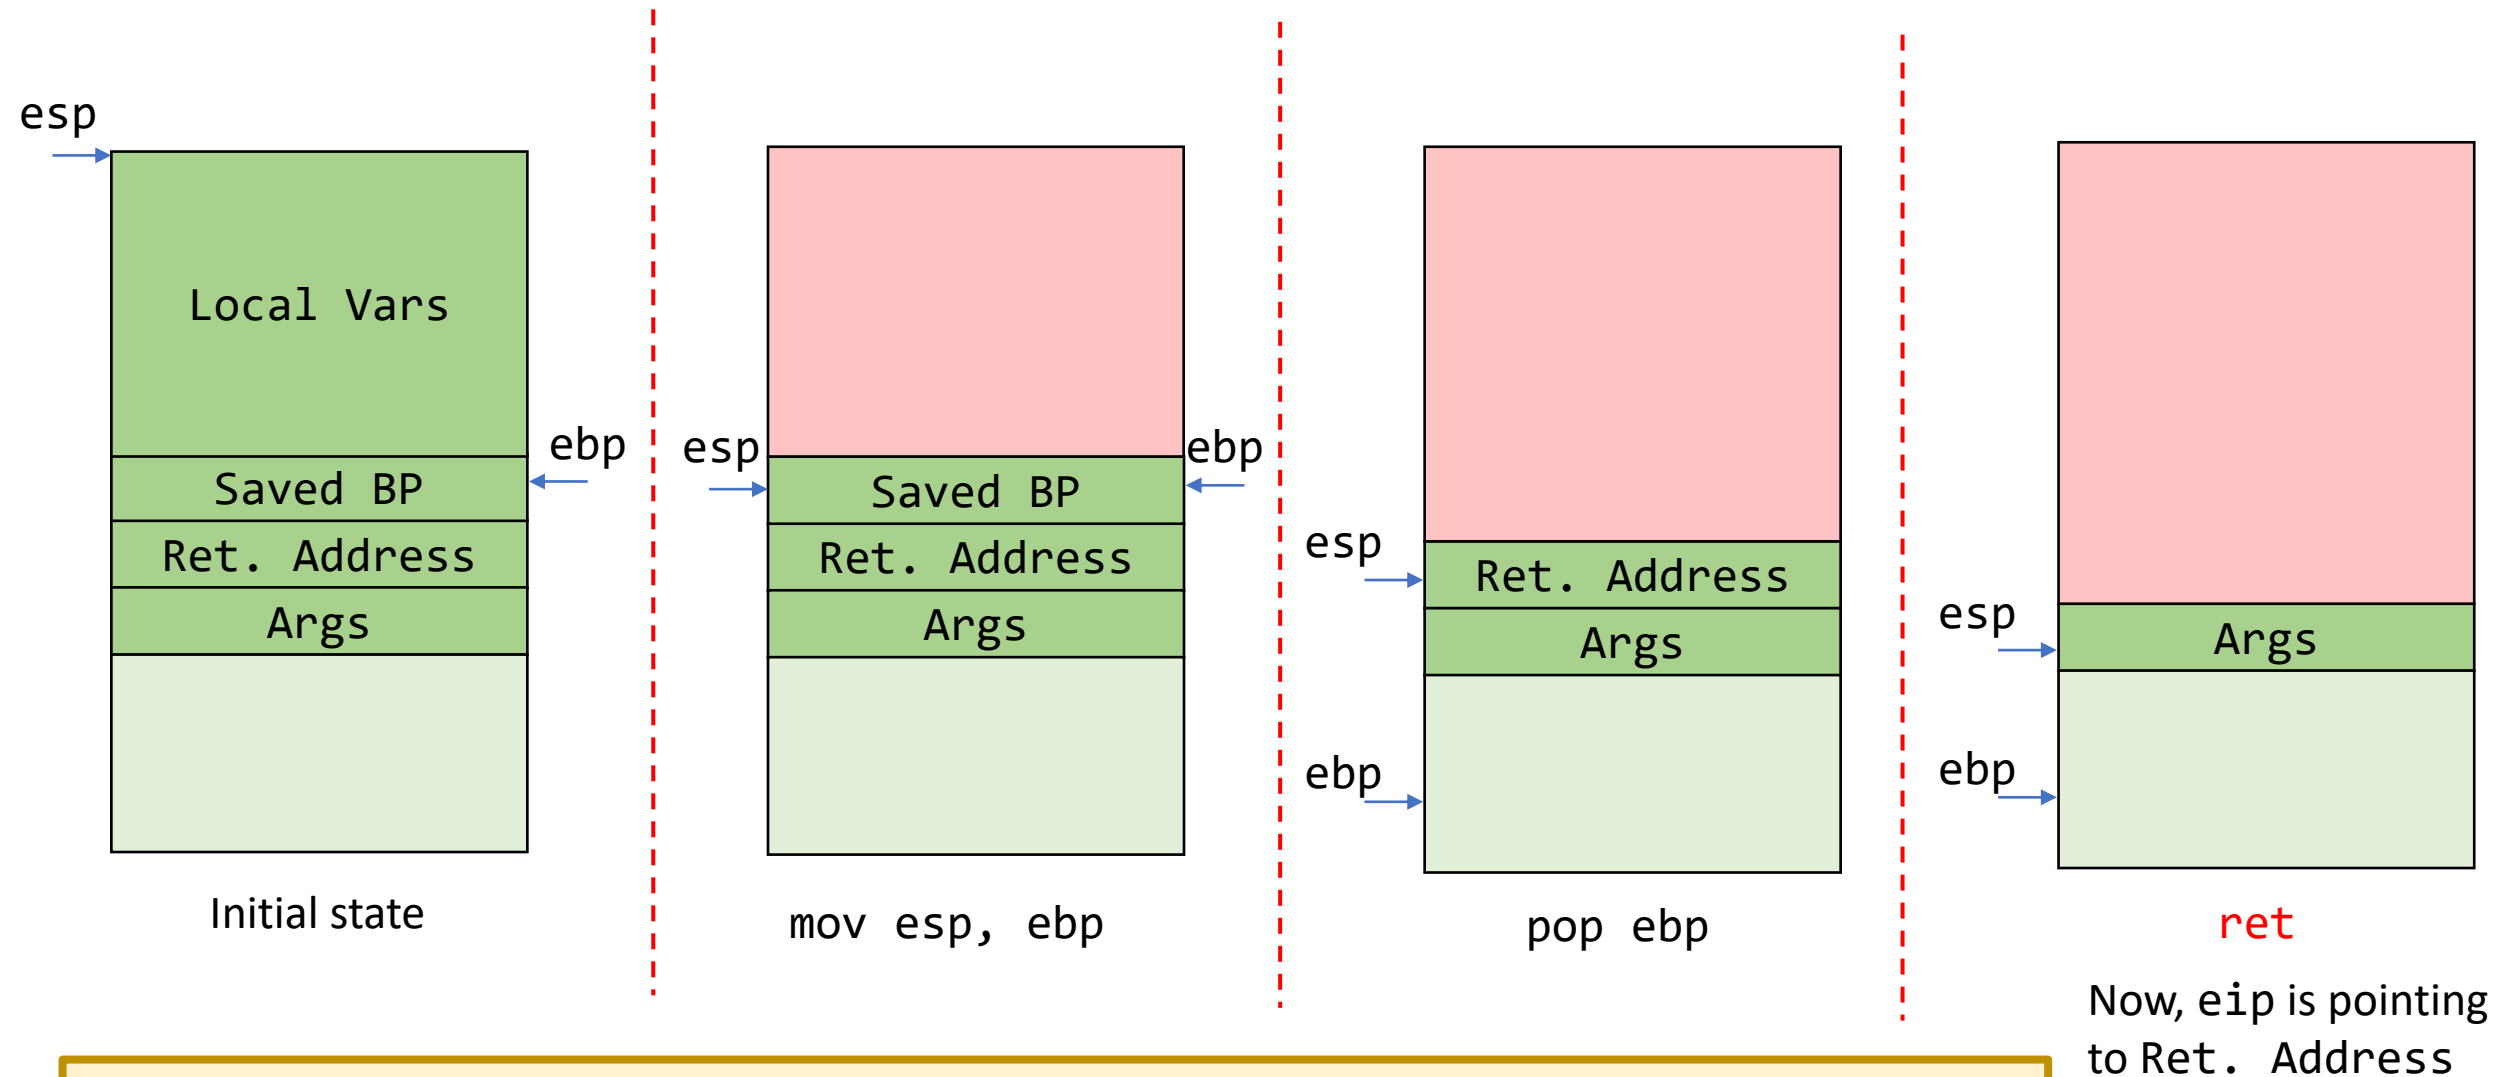 esp
Local Vars
ebp
Saved BP
Ret. Address
Args
Initial state
esp
ebp
Saved BP
Ret. Address
Args
mov esp, ebp
esp
Ret. Address
Args
ebp
pop ebp
esp
Args
ebp
ret
Now, eip is pointing
to Ret. Address